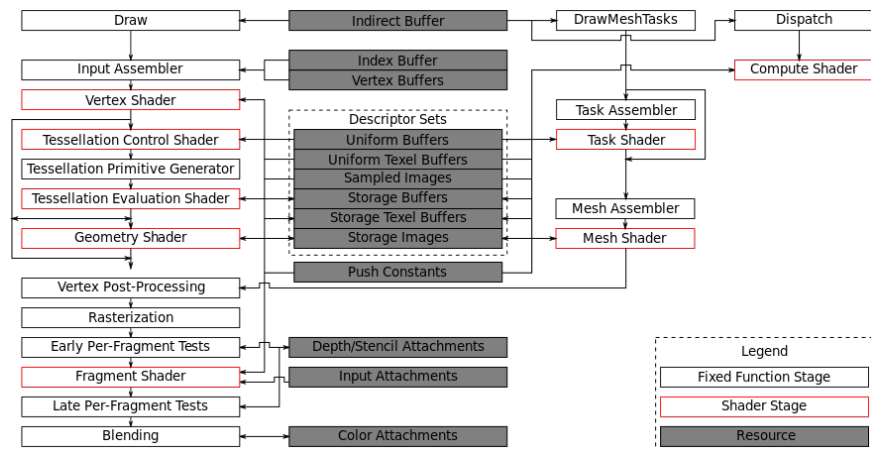 Draw
Indirect Buffer
DrawMeshTasks
Dispatch
Input Assembler
Index Buffer
Vertex Buffers
Compute Shader
Vertex Shader
Descriptor Sets
Task Assembler
Tessellation Control Shader
Uniform Buffers
Task Shader
Tessellation Primitive Generator
Uniform Texel Buffers
Sampled Images
Tessellation Evaluation Shader
Storage Buffers
Mesh Assembler
Storage Texel Buffers
Geometry Shader
Storage Images
Mesh Shader
Push Constants
Vertex Post-Processing
Rasterization
Early Per-Fragment Tests
Depth/Stencil Attachments
Fragment Shader
Input Attachments
Late Per-Fragment Tests
Blending
Color Attachments
Legend
Fixed Function Stage
Shader Stage
Resource